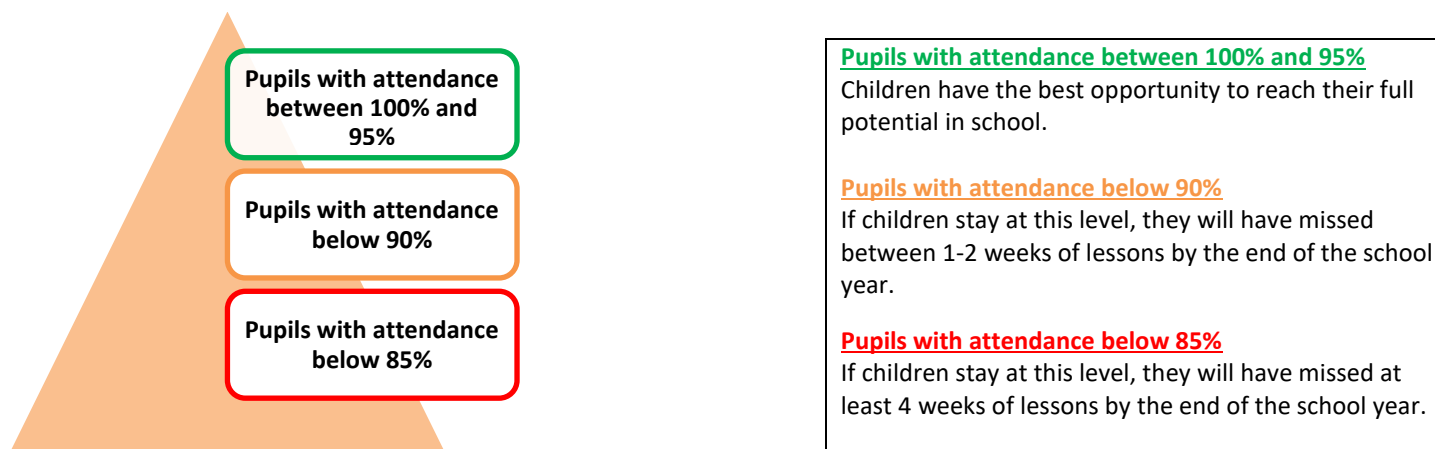 Pupils with attendance
between 100% and
95%
Pupils with attendance
below 90%
Pupils with attendance
below 85%
Pupils with attendance between 100% and 95%
Children have the best opportunity to reach their full
potential in school.
Pupils with attendance below 90%
If children stay at this level, they will have missed
between 1-2 weeks of lessons by the end of the school
year.
Pupils with attendance below 85%
If children stay at this level, they will have missed at
least 4 weeks of lessons by the end of the school year.